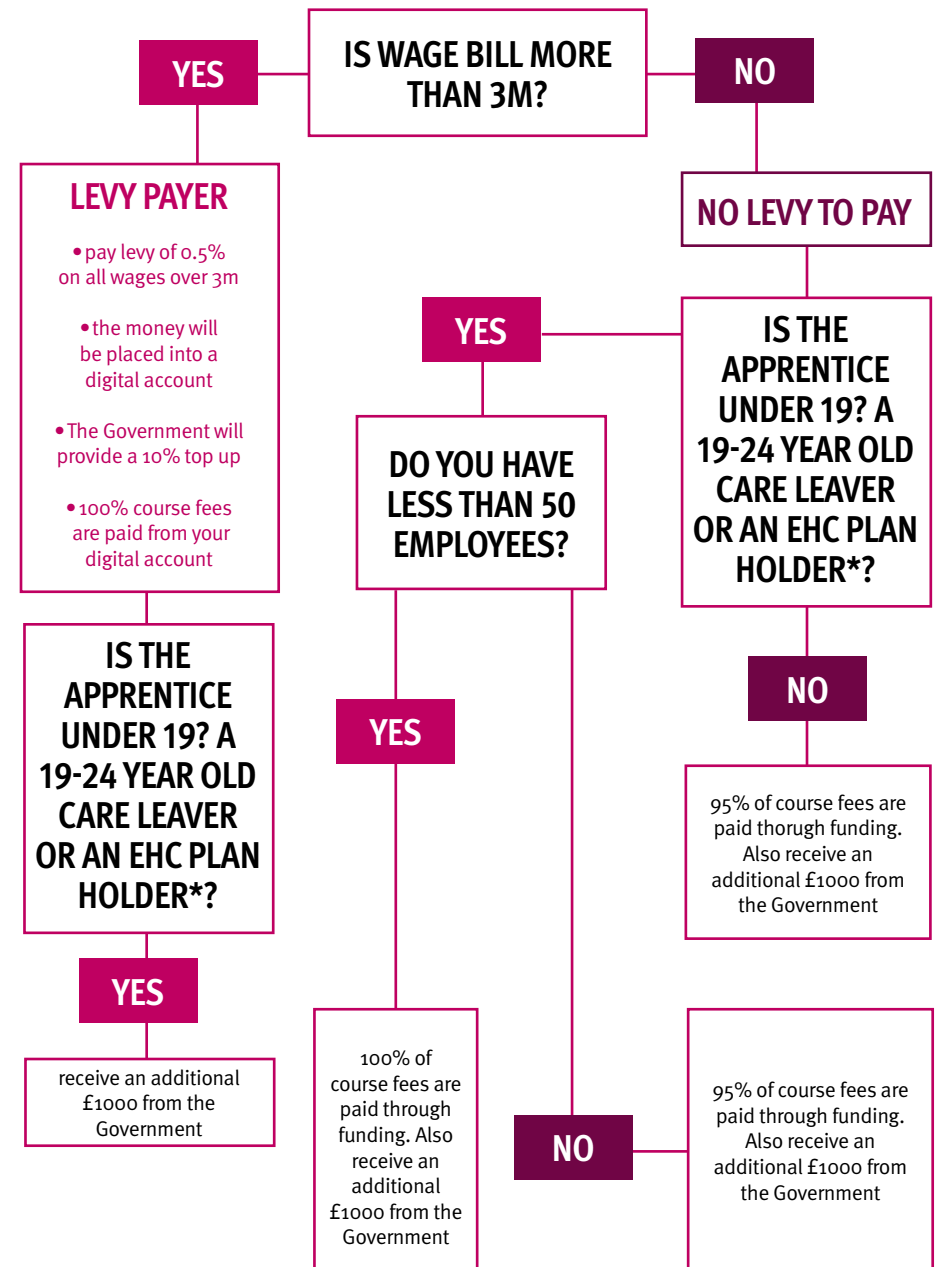 IS WAGE BILL MORE
THAN 3M?
YES
NO
LEVY PAYER
• pay levy of 0.5%
on all wages over 3m
• the money will
be placed into a
digital account
• The Government will
provide a 10% top up
• 100% course fees
are paid from your
digital account
IS THE
APPRENTICE
UNDER 19? A
19-24 YEAR OLD
CARE LEAVER
OR AN EHC PLAN
HOLDER*?
YES
receive an additional
£1000 from the
Government
NO LEVY TO PAY
IS THE
APPRENTICE
UNDER 19? A
19-24 YEAR OLD
CARE LEAVER
OR AN EHC PLAN
HOLDER*?
YES
DO YOU HAVE
LESS THAN 50
EMPLOYEES?
YES
100% of
course fees are
paid through
funding. Also
receive an
additional
£1000 from the
Government
NO
95% of course fees are
paid through funding.
Also receive an
additional £1000 from
the Government
NO
95% of course fees are
paid thorugh funding.
Also receive an
additional £1000 from
the Government